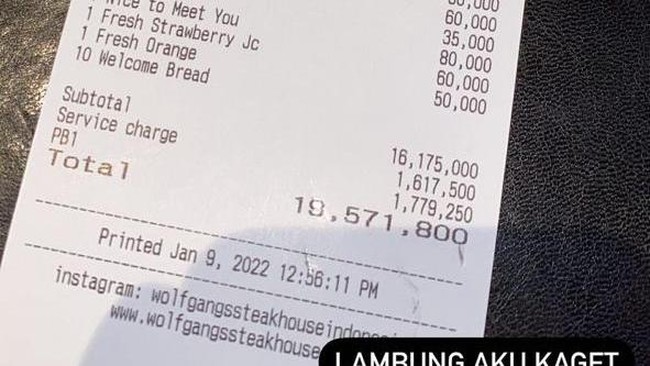 Nice to Meet You 60,000
1 Fresh Strawberry Jc 35,000
1 Fresh Orange 80,000
10 Welcome Bread 60,000
50,000
Subtotal 16,175,000
Service charge 1,617,500
PB1 1,779,250
Total 19,571,800
Printed Jan 9, 2022 12:56:11 PM
instagram: wolfgangssteakhouseindonesi
www.wolfgangssteakhouse
LAMBUNG AKU KAGET